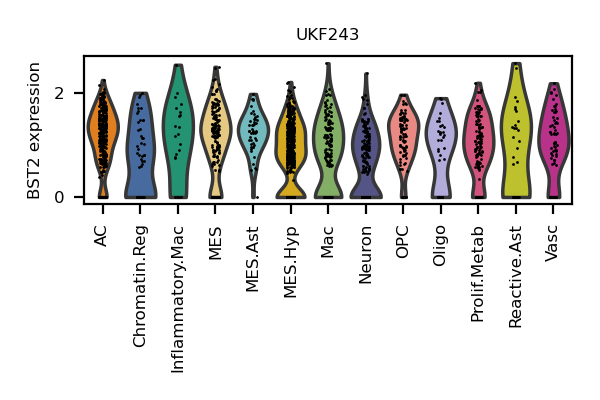 UKF243
BST2 expression
2
0
AC
Chromatin.Reg
Inflammatory.Mac
MES
MES.Ast
MES.Hyp
Mac
Neuron
OPC
Oligo
Prolif.Metab
Reactive.Ast
Vasc